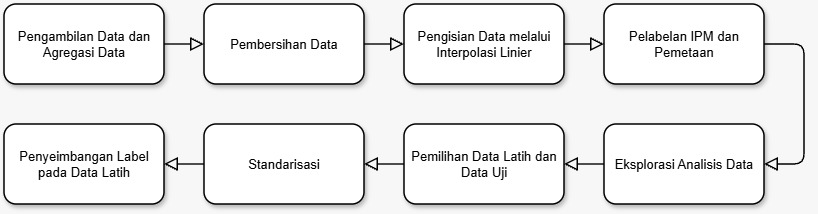 Pengambilan Data dan
Agregasi Data
Pembersihan Data
Pengisian Data melalui
Interpolasi Linier
Pelabelan IPM dan
Pemetaan
Eksplorasi Analisis Data
Pemilihan Data Latih dan
Data Uji
Standarisasi
Penyeimbangan Label
pada Data Latih